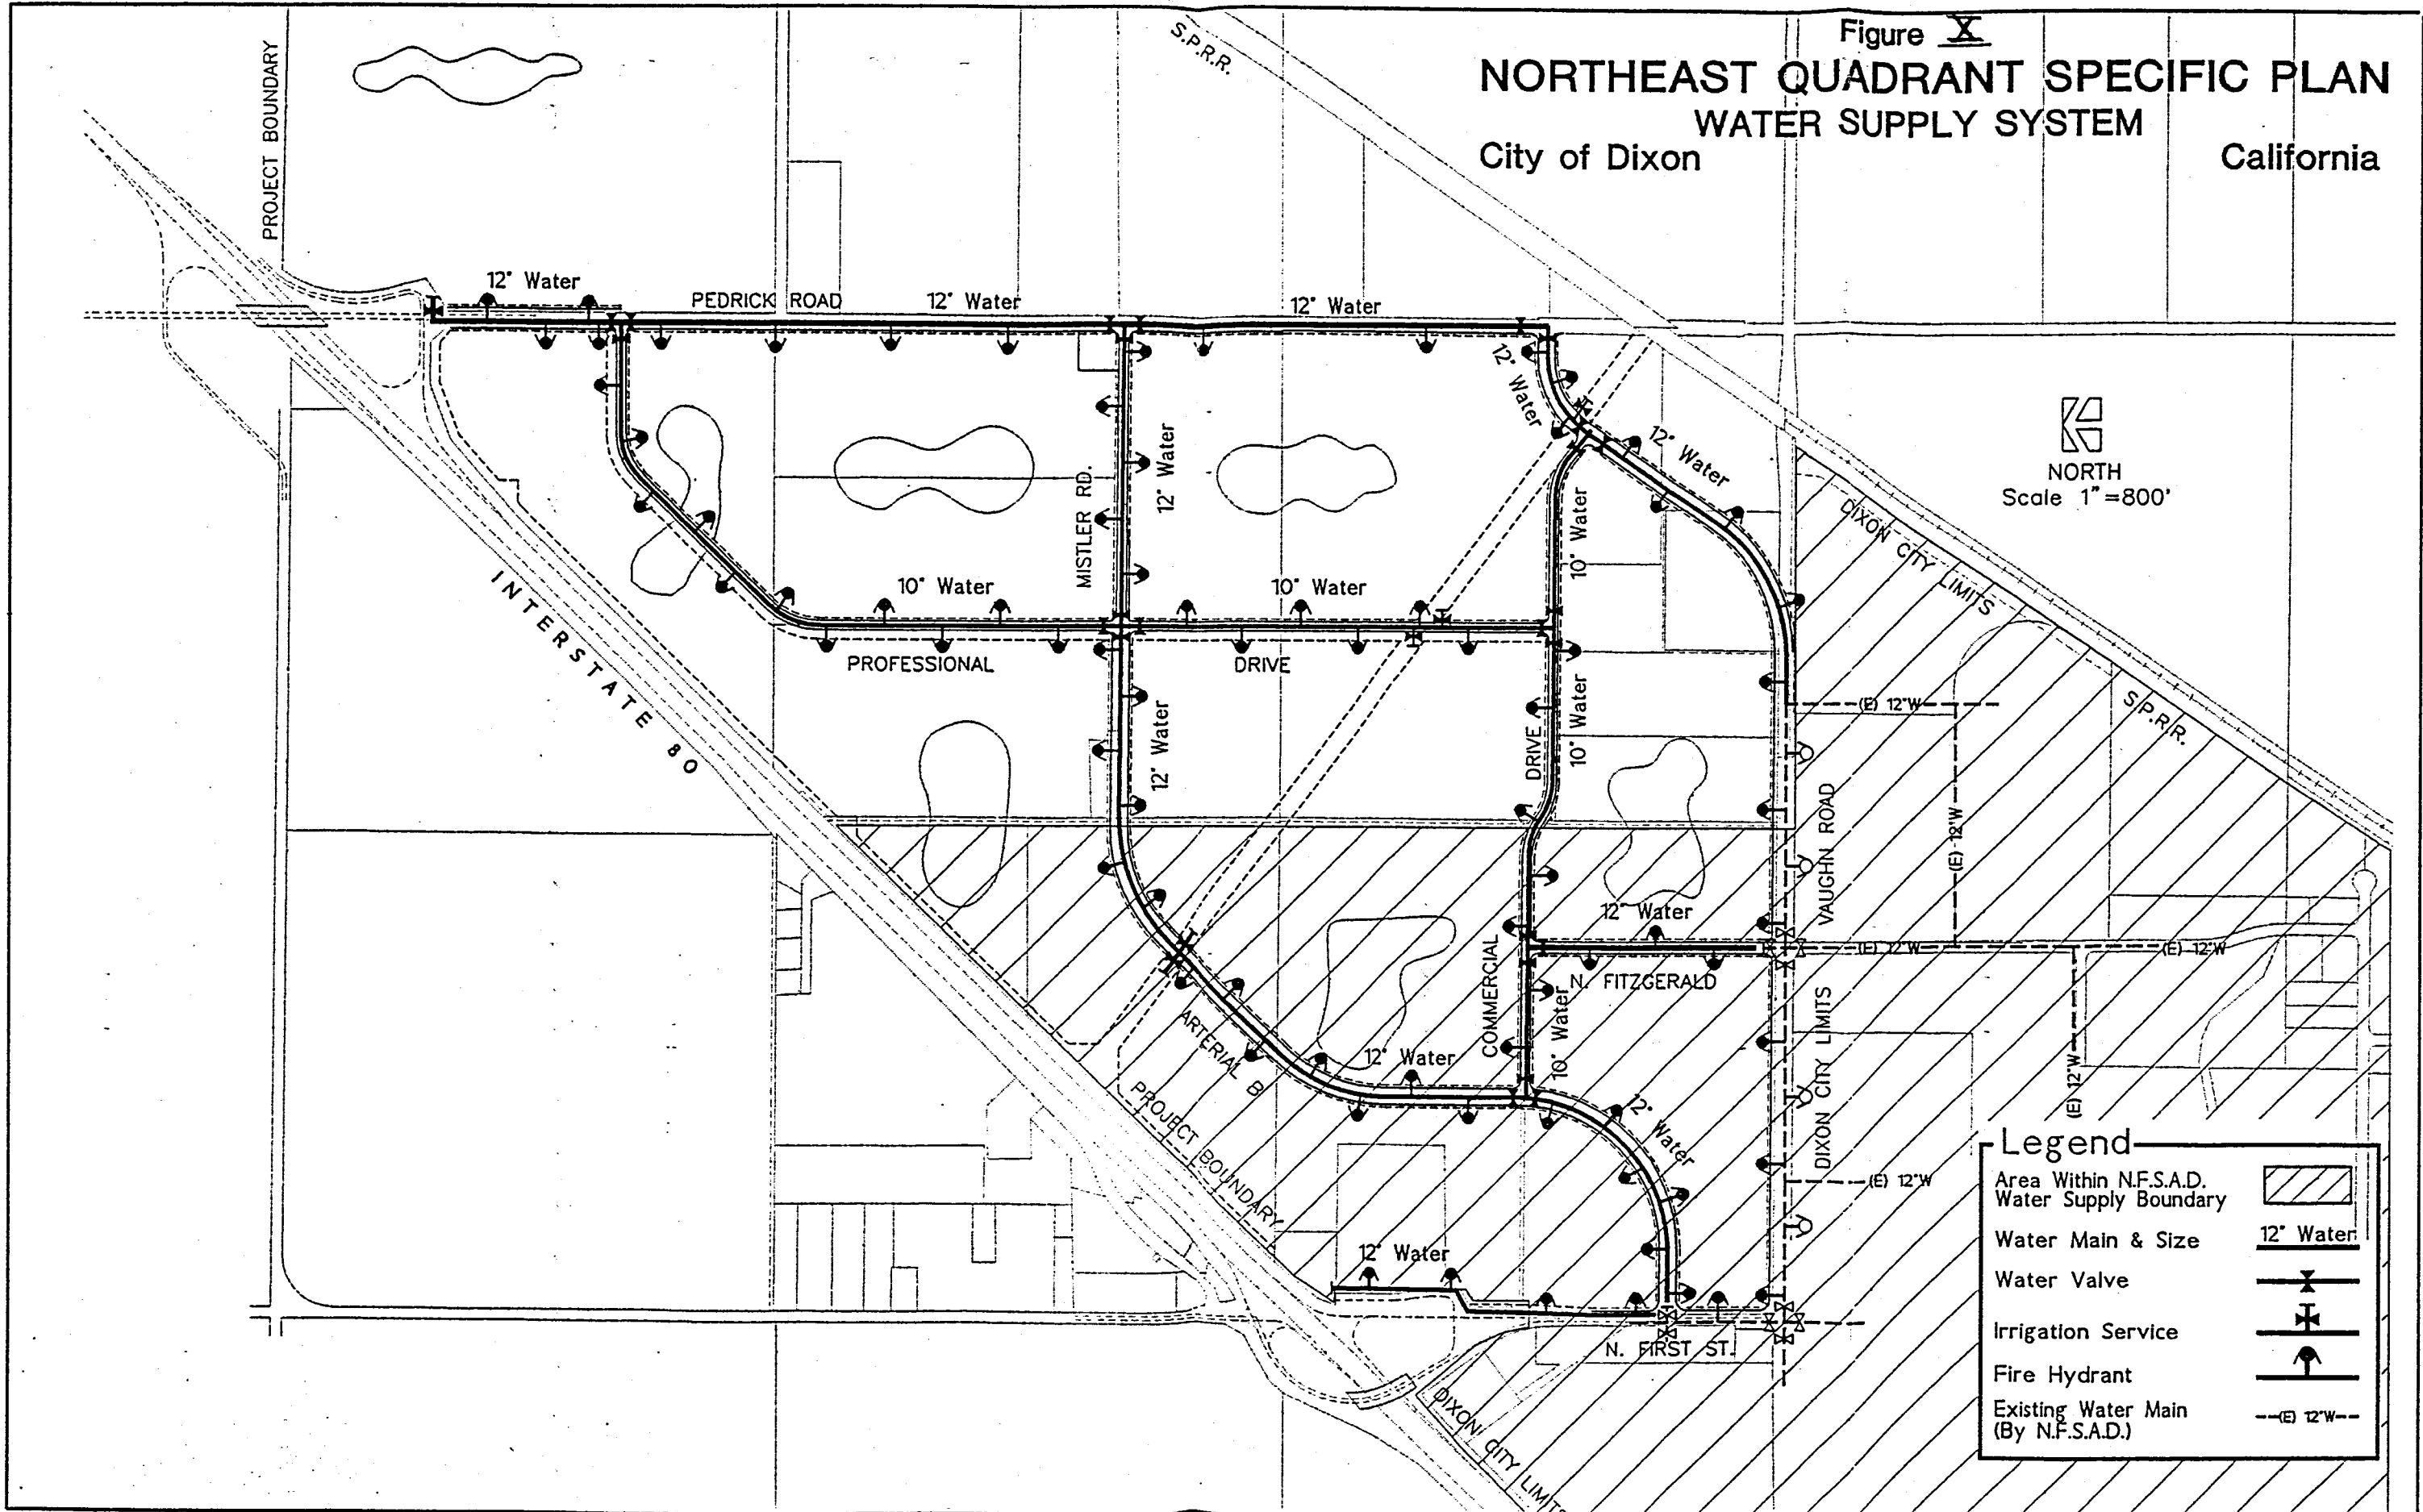 Figure X
NORTHEAST QUADRANT SPECIFIC PLAN
WATER SUPPLY SYSTEM
City of Dixon
California
S.P.R.R.
PROJECT BOUNDARY
12" Water
PEDRICK ROAD
12" Water
12" Water
12" Water
12" Water
NORTH
Scale 1"=800'
DIXON CITY LIMITS
S.P.R.R.
MISTLER RD.
12" Water
10" Water
10" Water
10" Water
PROFESSIONAL
DRIVE
INTERSTATE 80
12" Water
DRIVE
10" Water
(E) 12"W
(E) 12"W
VAUGHN ROAD
12" Water
COMMERCIAL
N. FITZGERALD
(E) 12"W
(E) 12"W
10" Water
DIXON CITY LIMITS
(E) 12"W
ARTERIAL B
12" Water
12" Water
PROJECT BOUNDARY
(E) 12"W
12" Water
N. FIRST ST.
DIXON CITY LIMITS
Legend
Area Within N.F.S.A.D.
Water Supply Boundary
Water Main & Size
12" Water
Water Valve
Irrigation Service
Fire Hydrant
Existing Water Main
(By N.F.S.A.D.)
(E) 12"W